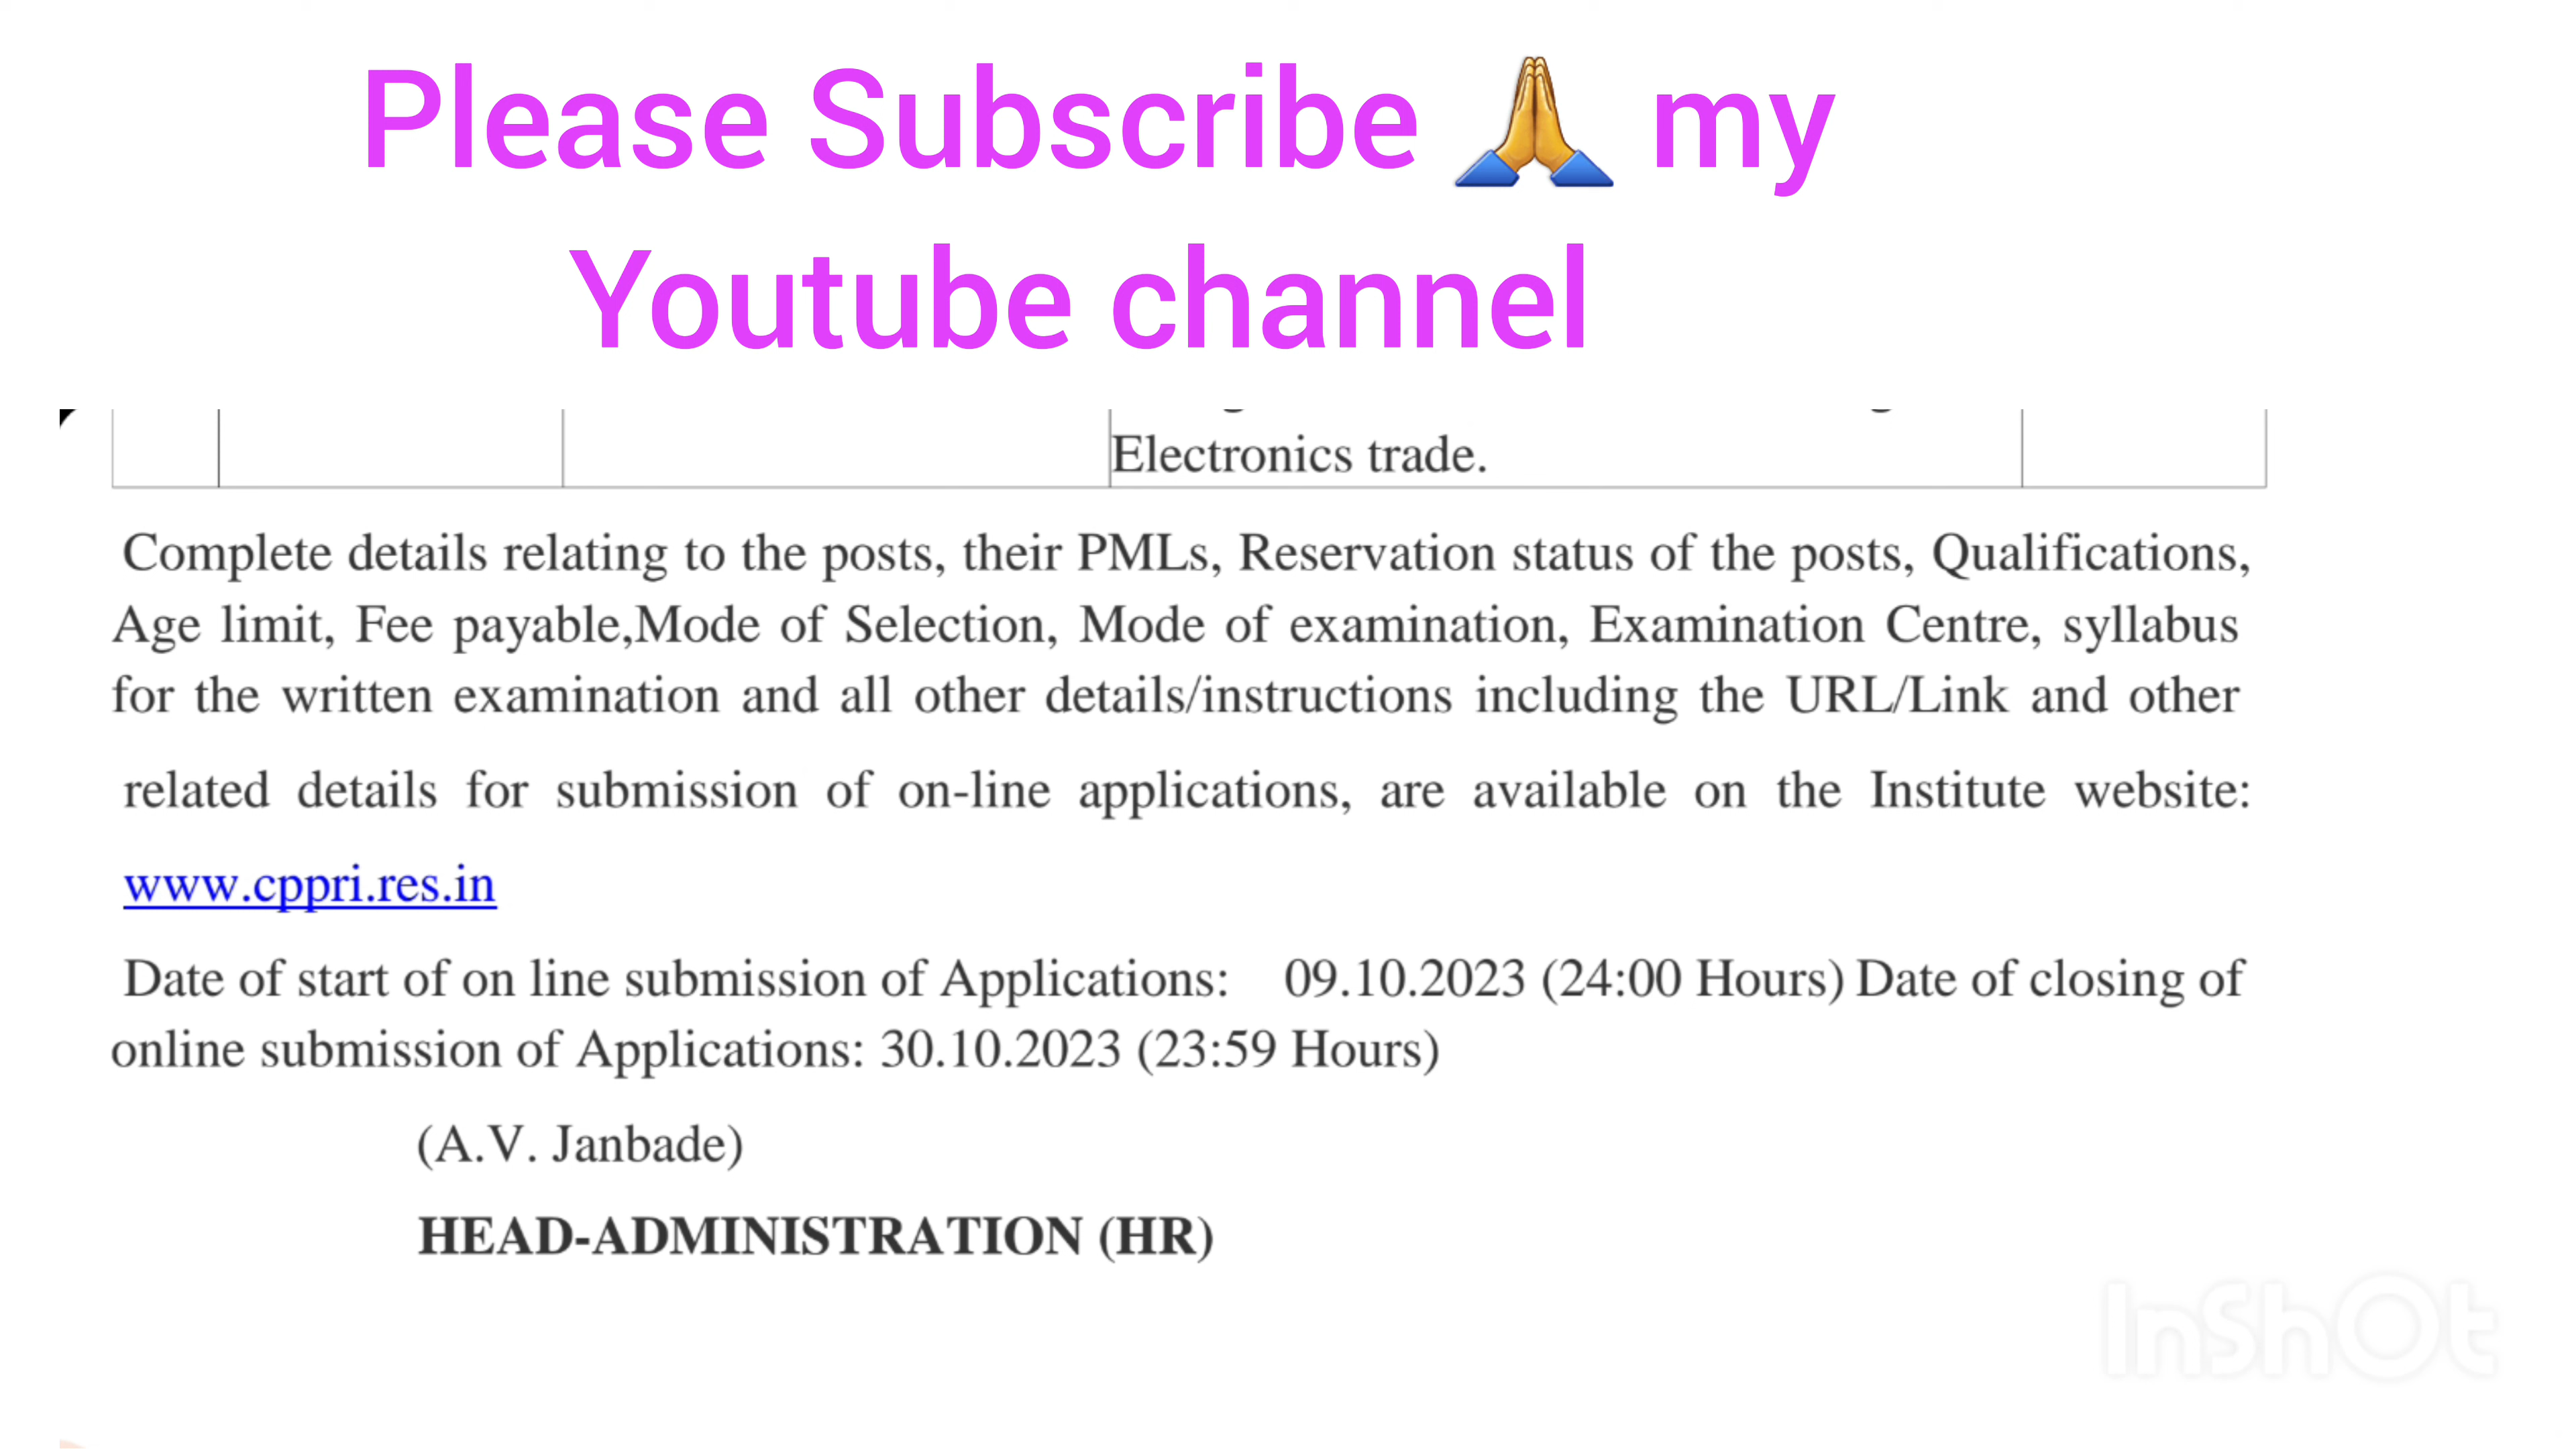 Please Subscribe 🙏 my
Youtube channel
Electronics trade.
Complete details relating to the posts, their PMLs, Reservation status of the posts, Qualifications,
Age limit, Fee payable,Mode of Selection, Mode of examination, Examination Centre, syllabus
for the written examination and all other details/instructions including the URL/Link and other
related details for submission of on-line applications, are available on the Institute website:
www.cppri.res.in
Date of start of on line submission of Applications: 09.10.2023 (24:00 Hours) Date of closing of
online submission of Applications: 30.10.2023 (23:59 Hours)
(A.V. Janbade)
HEAD-ADMINISTRATION (HR)
InShOt